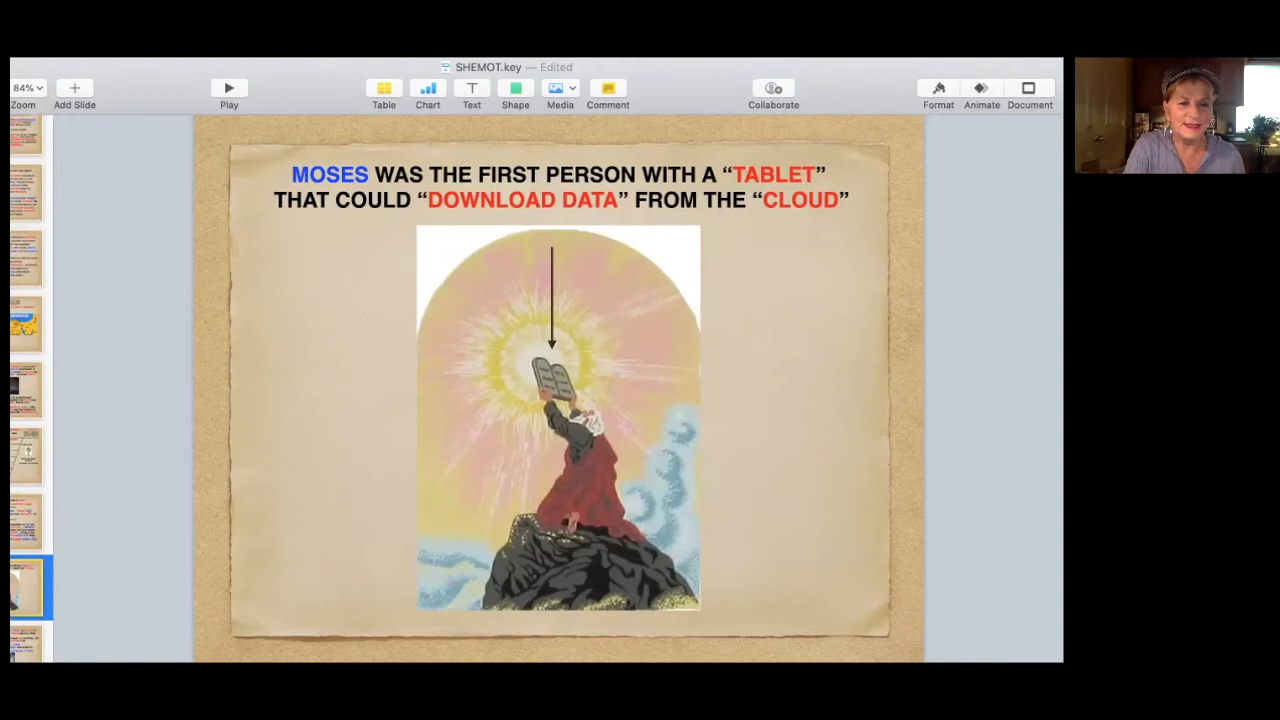 SHEMOT.key — Edited
84%
Zoom
Add Slide
Play
Table
Chart
Text
Shape
Media
Comment
Collaborate
Format
Animate
Document
MOSES WAS THE FIRST PERSON WITH A “TABLET”
THAT COULD “DOWNLOAD DATA” FROM THE “CLOUD”